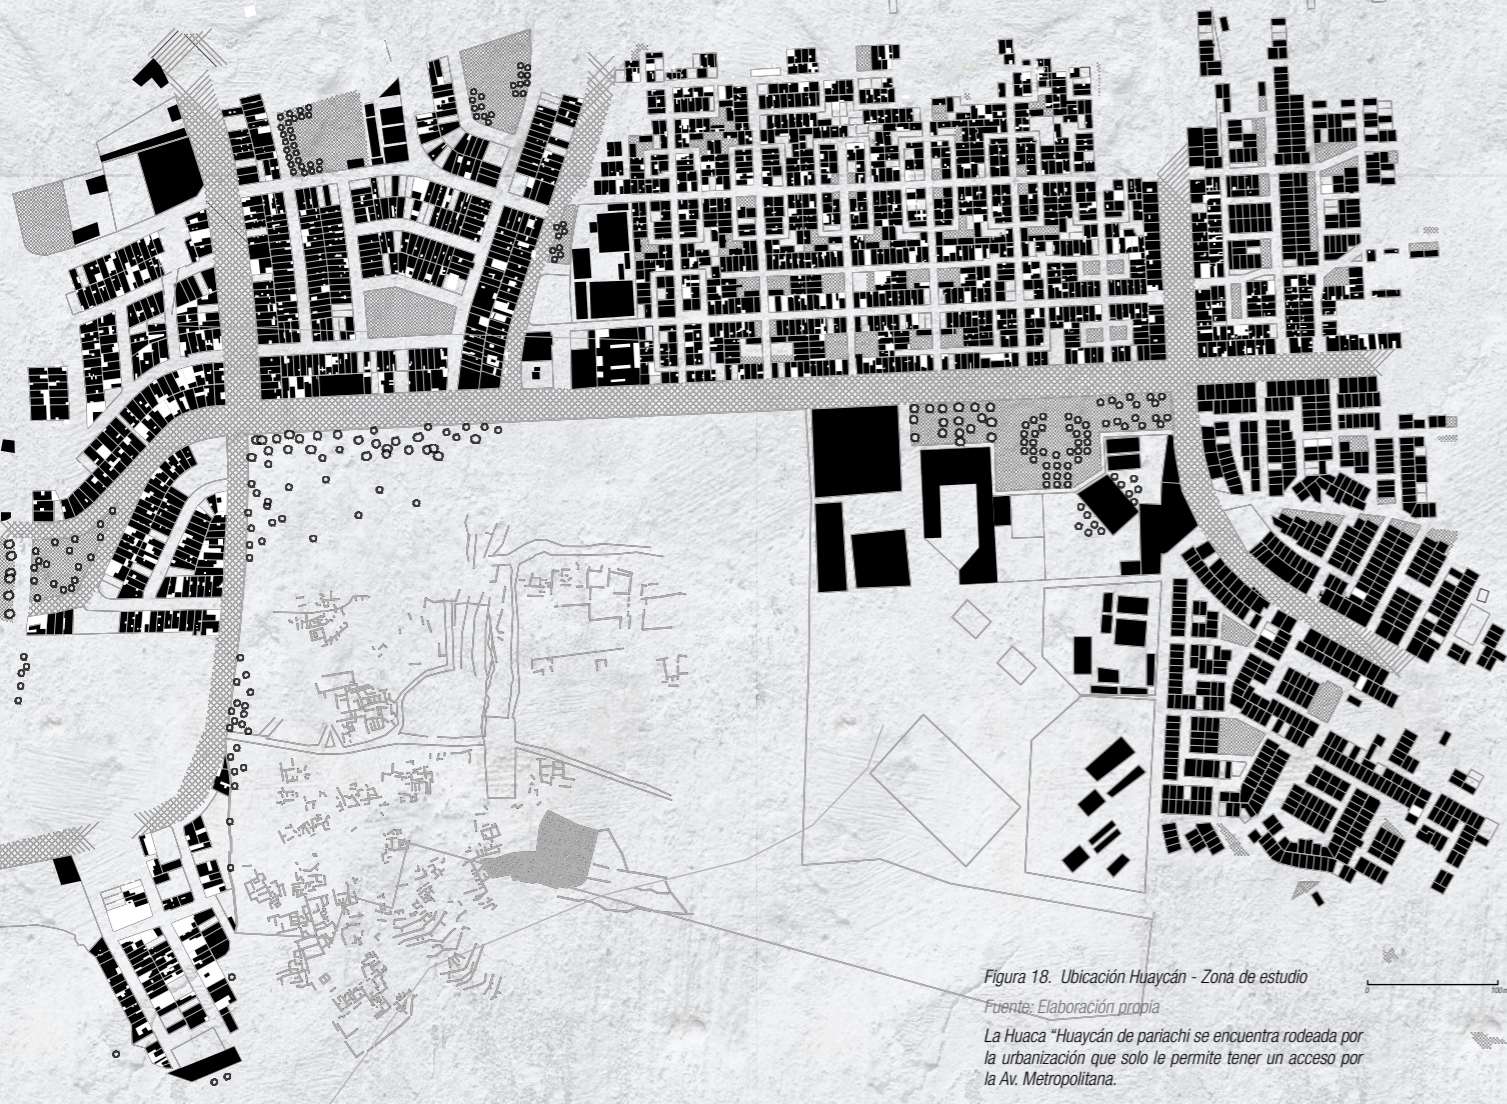 Figura 18.  Ubicación Huaycán - Zona de estudio
Fuente: Elaboración propia
La Huaca “Huaycán de pariachi se encuentra rodeada por
la urbanización que solo le permite tener un acceso por
la Av. Metropolitana.
0 100m